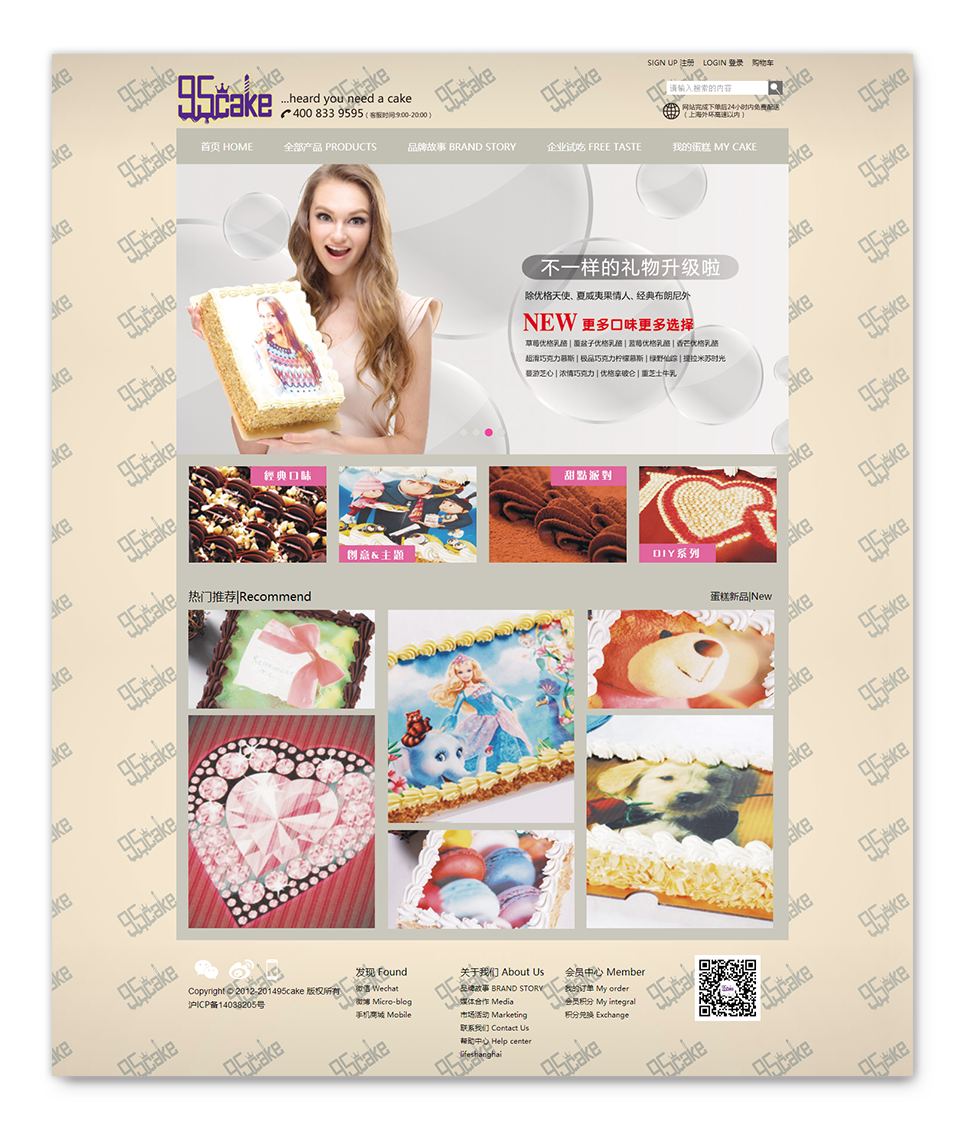 SIGN UP 注册 LOGIN 登录 购物车
95cake
...heard you need a cake
请输入搜索的内容
400 833 9595 (客服时间:9:00-20:00)
网站完成下单后24小时内免费配送
(上海外环高速以内)
首页 HOME 全部产品 PRODUCTS 品牌故事 BRAND STORY 企业试吃 FREE TASTE 我的蛋糕 MY CAKE
不一样的礼物升级啦
除优格天使、夏威夷果情人、经典布朗尼外
NEW 更多口味更多选择
草莓优格乳酪 | 覆盆子优格乳酪 | 蓝莓优格乳酪 | 香芒优格乳酪
超滑巧克力慕斯 | 极品巧克力柠檬慕斯 | 绿野仙踪 | 提拉米苏时光
蔓游芝心 | 浓情巧克力 | 优格拿破仑 | 重芝士牛乳
經典口味
创意&主題
甜點派對
DIY系列
热门推荐|Recommend
蛋糕新品|New
发现 Found
微信 Wechat
微博 Micro-blog
手机商城 Mobile
关于我们 About Us
品牌故事 BRAND STORY
媒体合作 Media
市场活动 Marketing
联系我们 Contact Us
帮助中心 Help center
lifeshanghai
会员中心 Member
我的订单 My order
会员积分 My integral
积分兑换 Exchange
Copyright © 2012-201495cake 版权所有
沪ICP备14038205号